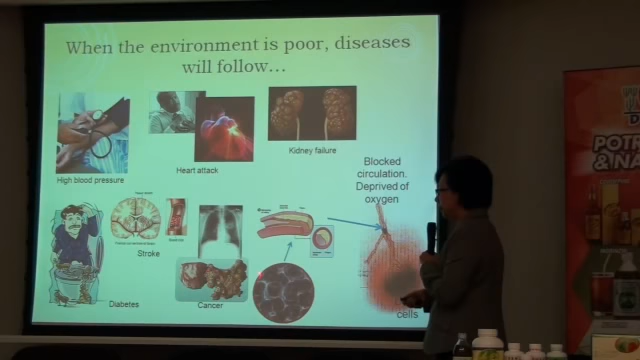 When the environment is poor, diseases
will follow...
High blood pressure
Heart attack
Kidney failure
Blocked
circulation.
Deprived of
oxygen
Stroke
Diabetes
Cancer
cells
POTR
& NA